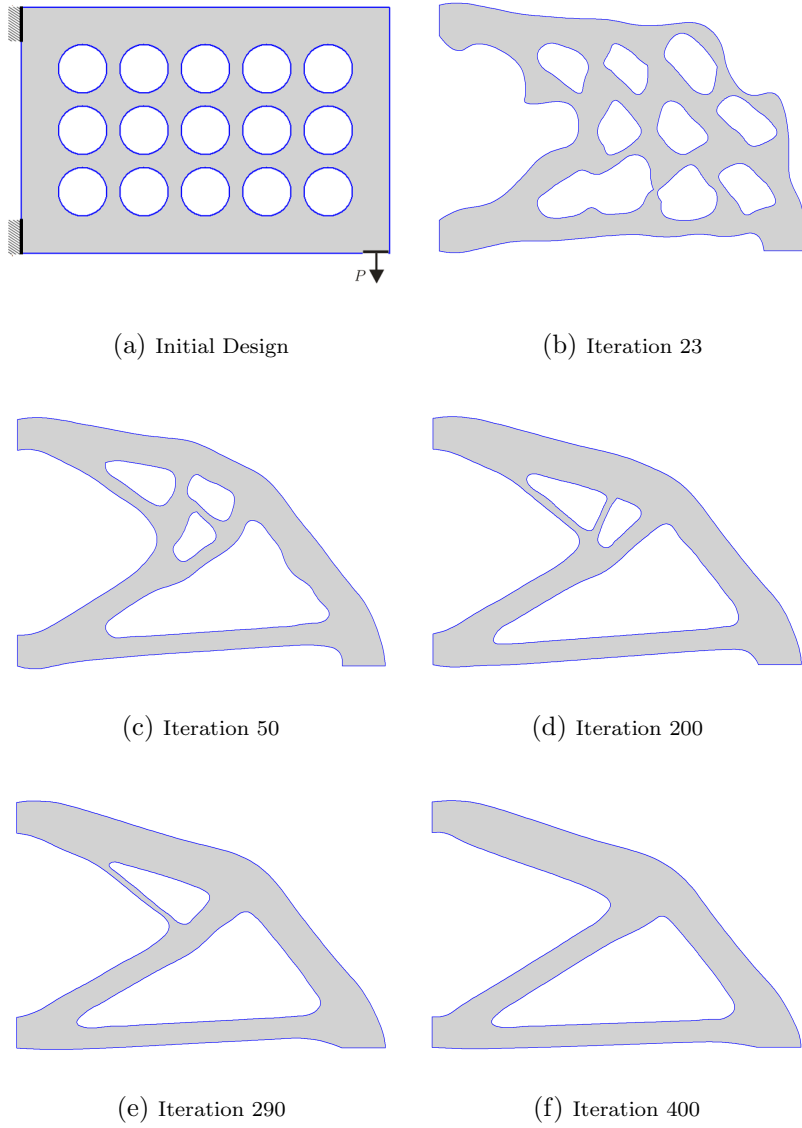 P
(a) Initial Design
(b) Iteration 23
(c) Iteration 50
(d) Iteration 200
(e) Iteration 290
(f) Iteration 400